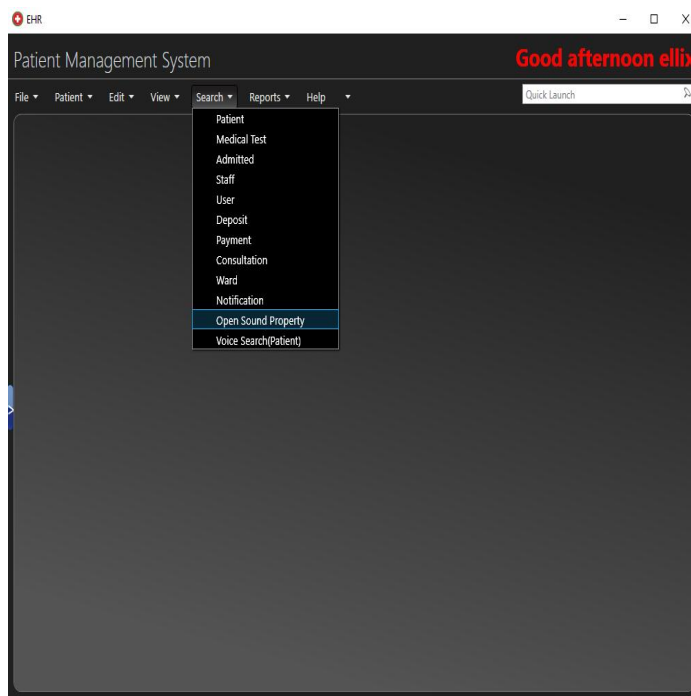 EHR
Patient Management System
Good afternoon ellix
File Patient Edit View Search Reports Help
Quick Launch
Patient
Medical Test
Admitted
Staff
User
Deposit
Payment
Consultation
Ward
Notification
Open Sound Property
Voice Search(Patient)